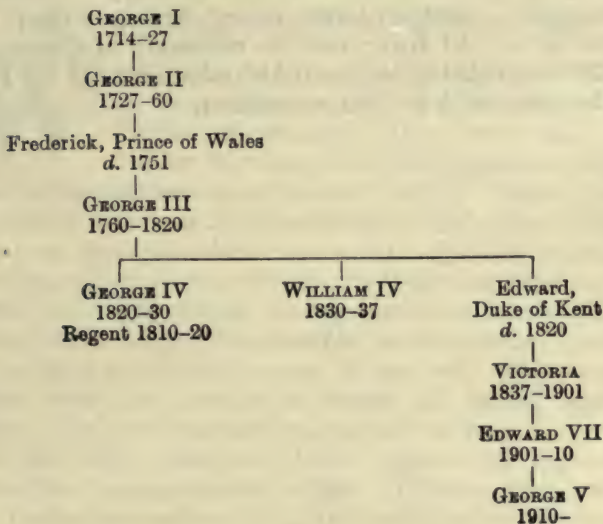 GEORGE I
1714–27
GEORGE II
1727–60
Frederick, Prince of Wales
d. 1751
GEORGE III
1760–1820
GEORGE IV
1820–30
Regent 1810–20
WILLIAM IV
1830–37
Edward,
Duke of Kent
d. 1820
VICTORIA
1837–1901
EDWARD VII
1901–10
GEORGE V
1910–